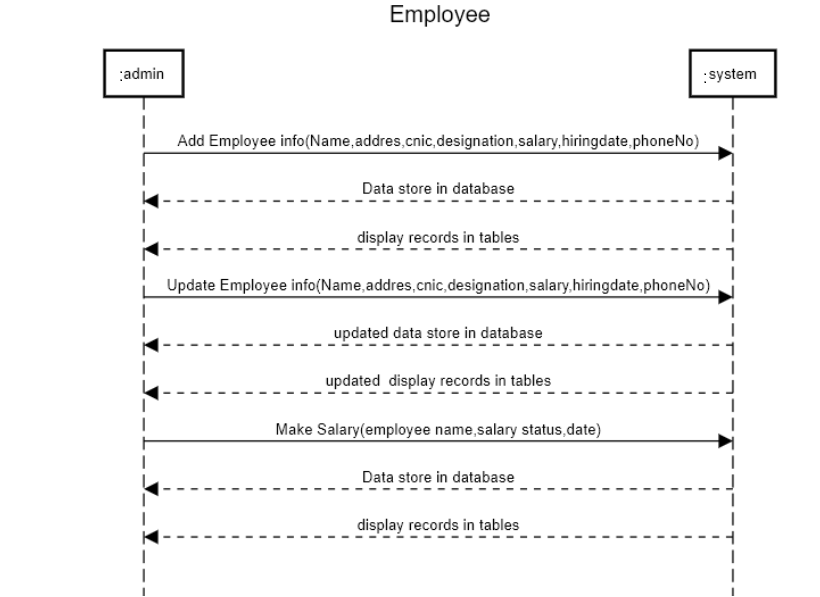 Employee
:admin
:system
Add Employee info(Name,addres,cnic,designation,salary,hiringdate,phoneNo)
Data store in database
display records in tables
Update Employee info(Name,addres,cnic,designation,salary,hiringdate,phoneNo)
updated data store in database
updated  display records in tables
Make Salary(employee name,salary status,date)
Data store in database
display records in tables